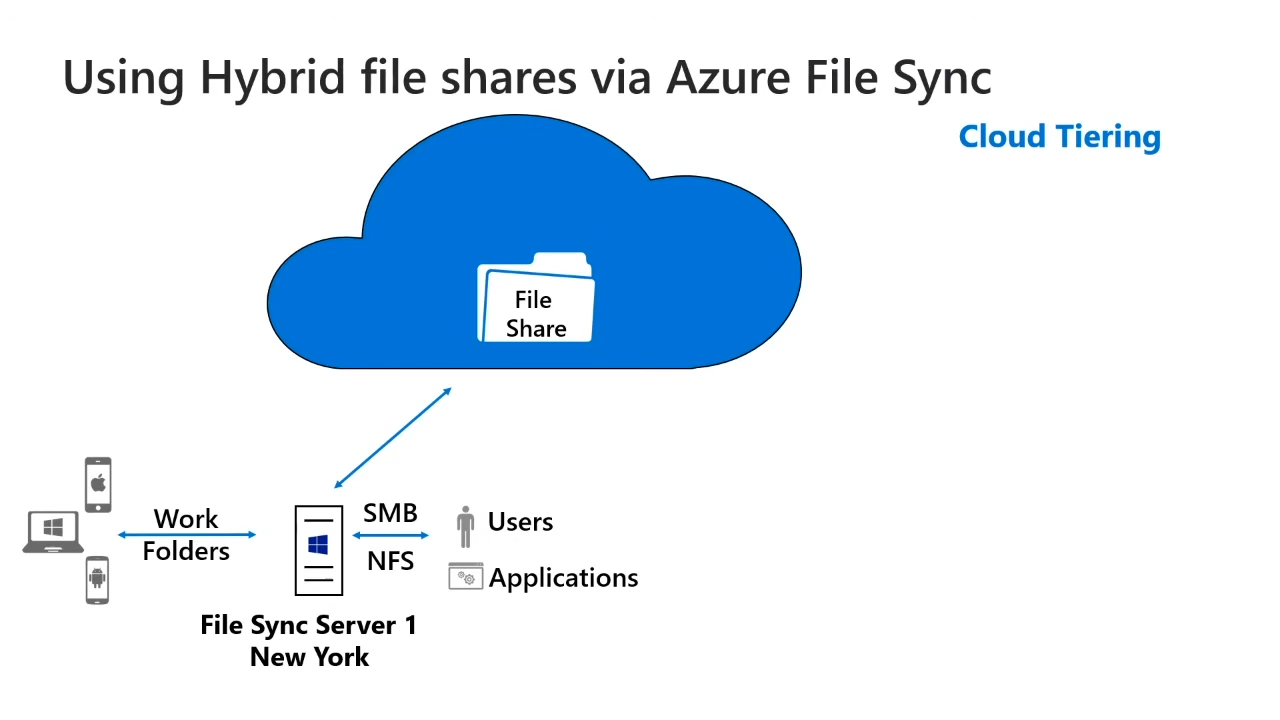 Using Hybrid file shares via Azure File Sync
Cloud Tiering
File
Share
Work
Folders
SMB
NFS
Users
Applications
File Sync Server 1
New York